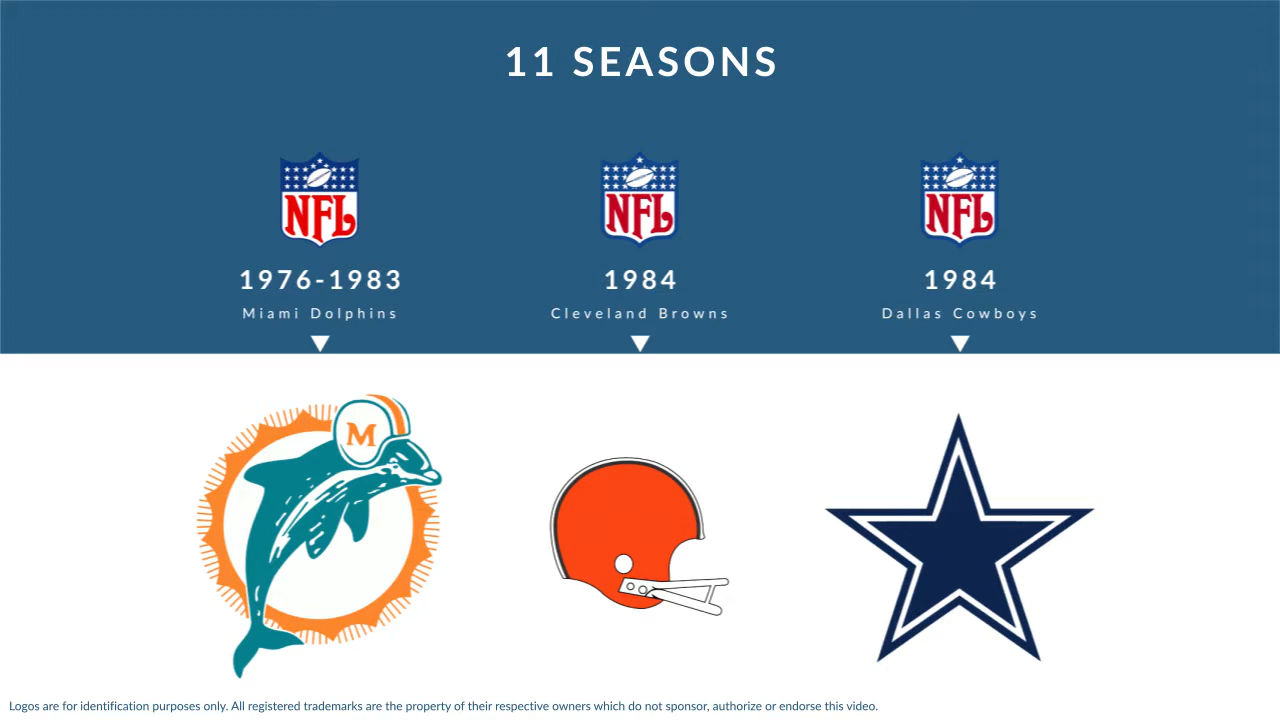 11 SEASONS
NFL NFL NFL
1976-1983 1984 1984
Miami Dolphins Cleveland Browns Dallas Cowboys
M
Logos are for identification purposes only. All registered trademarks are the property of their respective owners which do not sponsor, authorize or endorse this video.